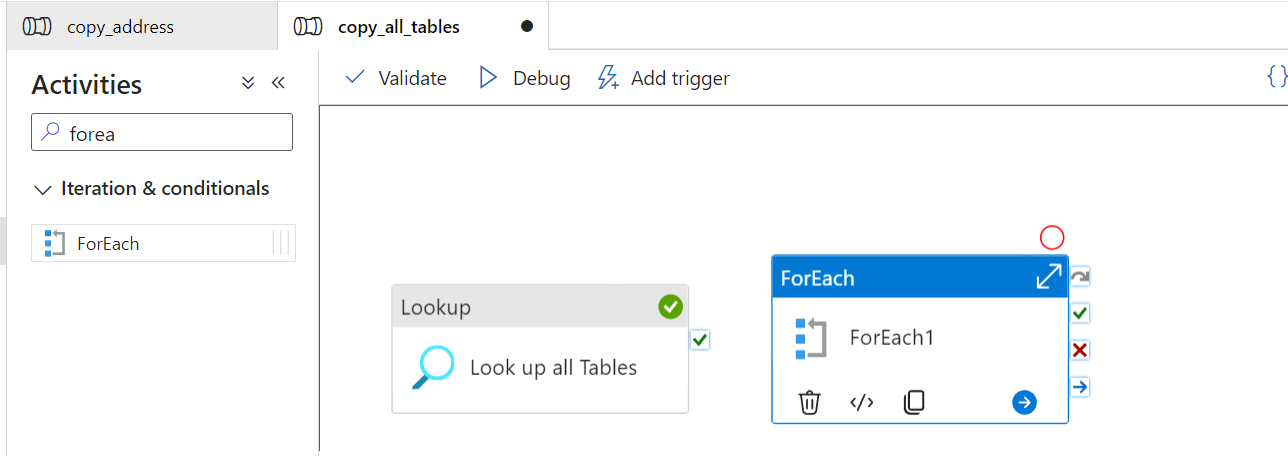 copy_address
copy_all_tables
Activities
Validate
Debug
Add trigger
{}
forea
Iteration & conditionals
ForEach
Lookup
Look up all Tables
ForEach
ForEach1